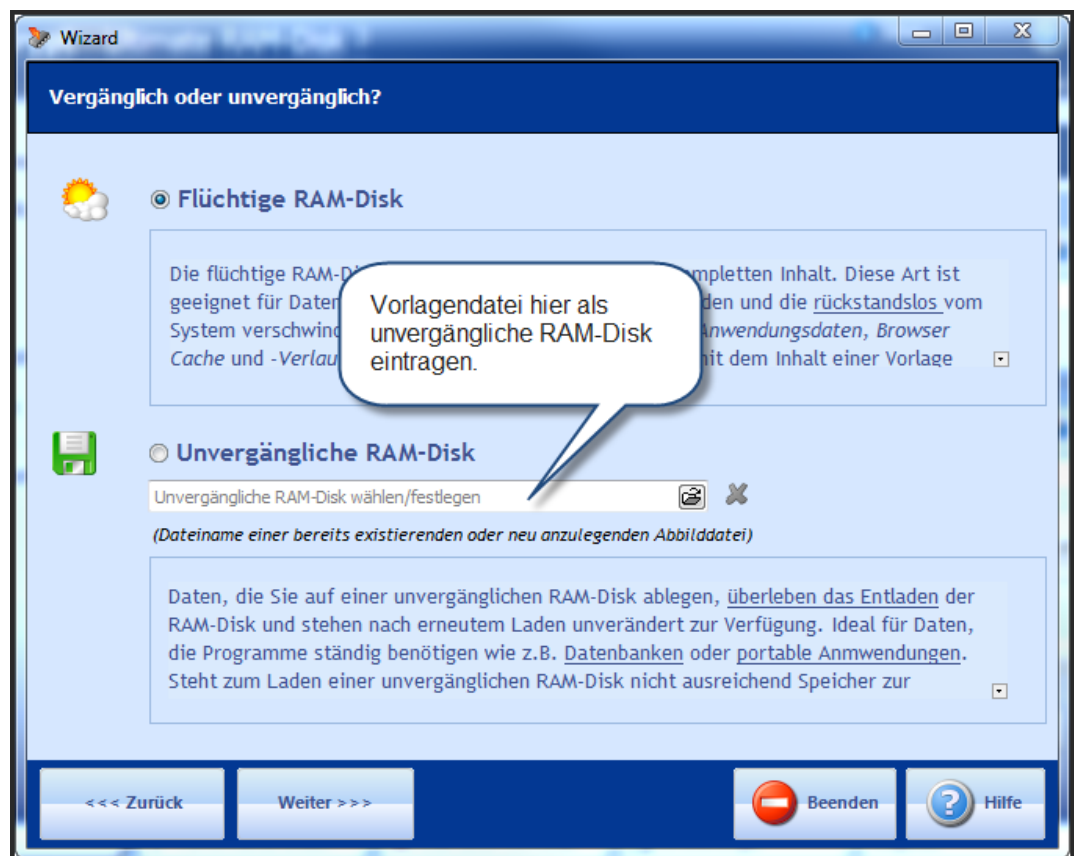 Wizard
Vergänglich oder unvergänglich?
Flüchtige RAM-Disk
Die flüchtige RAM-D mpletten Inhalt. Diese Art ist
geeignet für Daten den und die rückstandslos vom
System verschwind Anwendungsdaten, Browser
Cache und -Verlau mit dem Inhalt einer Vorlage
Vorlagendatei hier als
unvergängliche RAM-Disk
eintragen.
Unvergängliche RAM-Disk
Unvergängliche RAM-Disk wählen/festlegen
(Dateiname einer bereits existierenden oder neu anzulegenden Abbilddatei)
Daten, die Sie auf einer unvergänglichen RAM-Disk ablegen, überleben das Entladen der
RAM-Disk und stehen nach erneutem Laden unverändert zur Verfügung. Ideal für Daten,
die Programme ständig benötigen wie z.B. Datenbanken oder portable Anmwendungen.
Steht zum Laden einer unvergänglichen RAM-Disk nicht ausreichend Speicher zur
<<< Zurück
Weiter >>>
Beenden
Hilfe